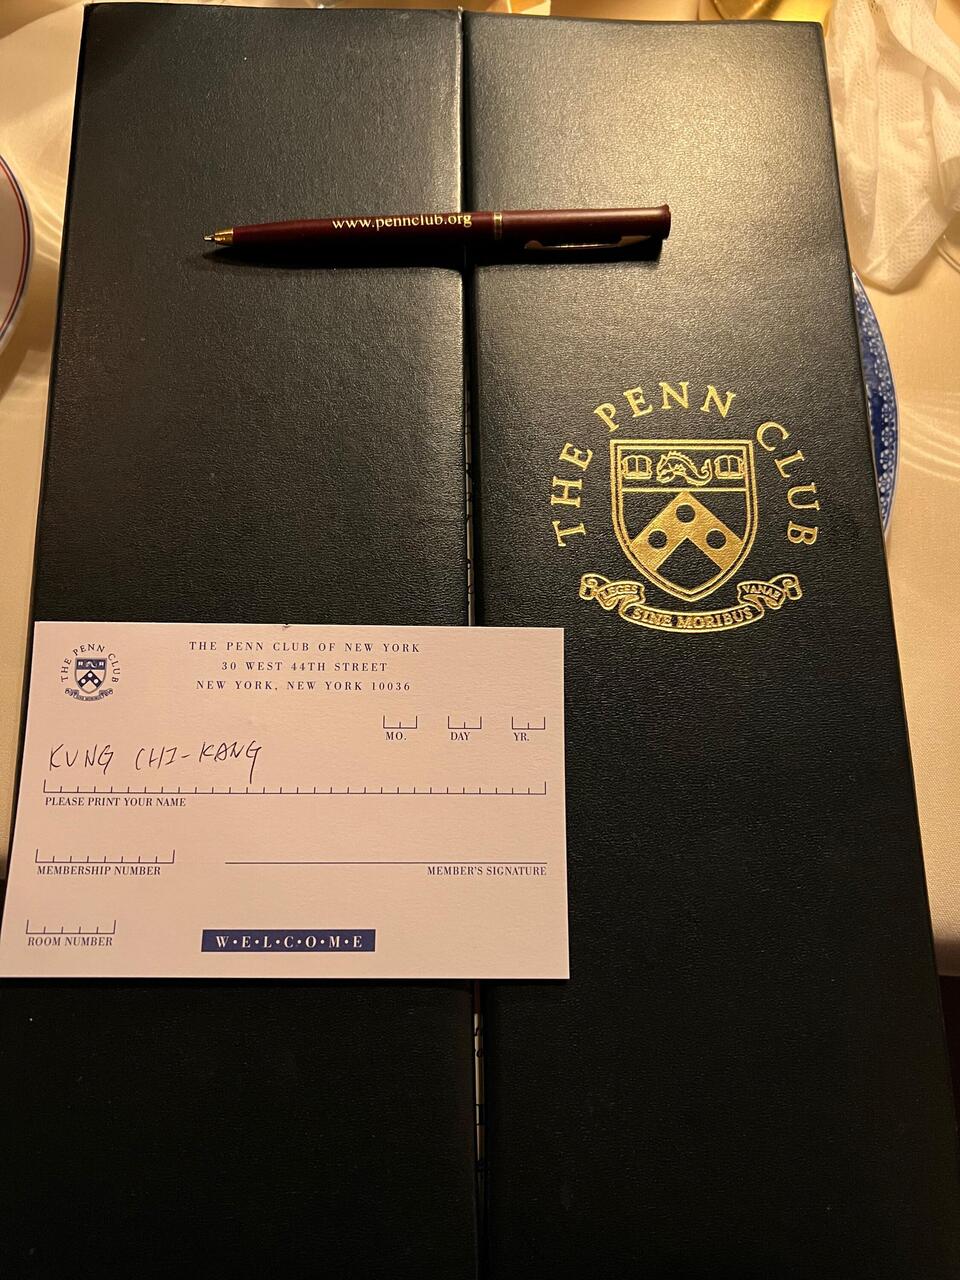 www.pennclub.org
THE PENN CLUB
LEGES SINE MORIBUS VANAE
THE PENN CLUB
THE PENN CLUB OF NEW YORK
30 WEST 44TH STREET
NEW YORK, NEW YORK 10036
MO. DAY YR.
KUNG CHI-KANG
PLEASE PRINT YOUR NAME
MEMBERSHIP NUMBER MEMBER'S SIGNATURE
ROOM NUMBER W•E•L•C•O•M•E